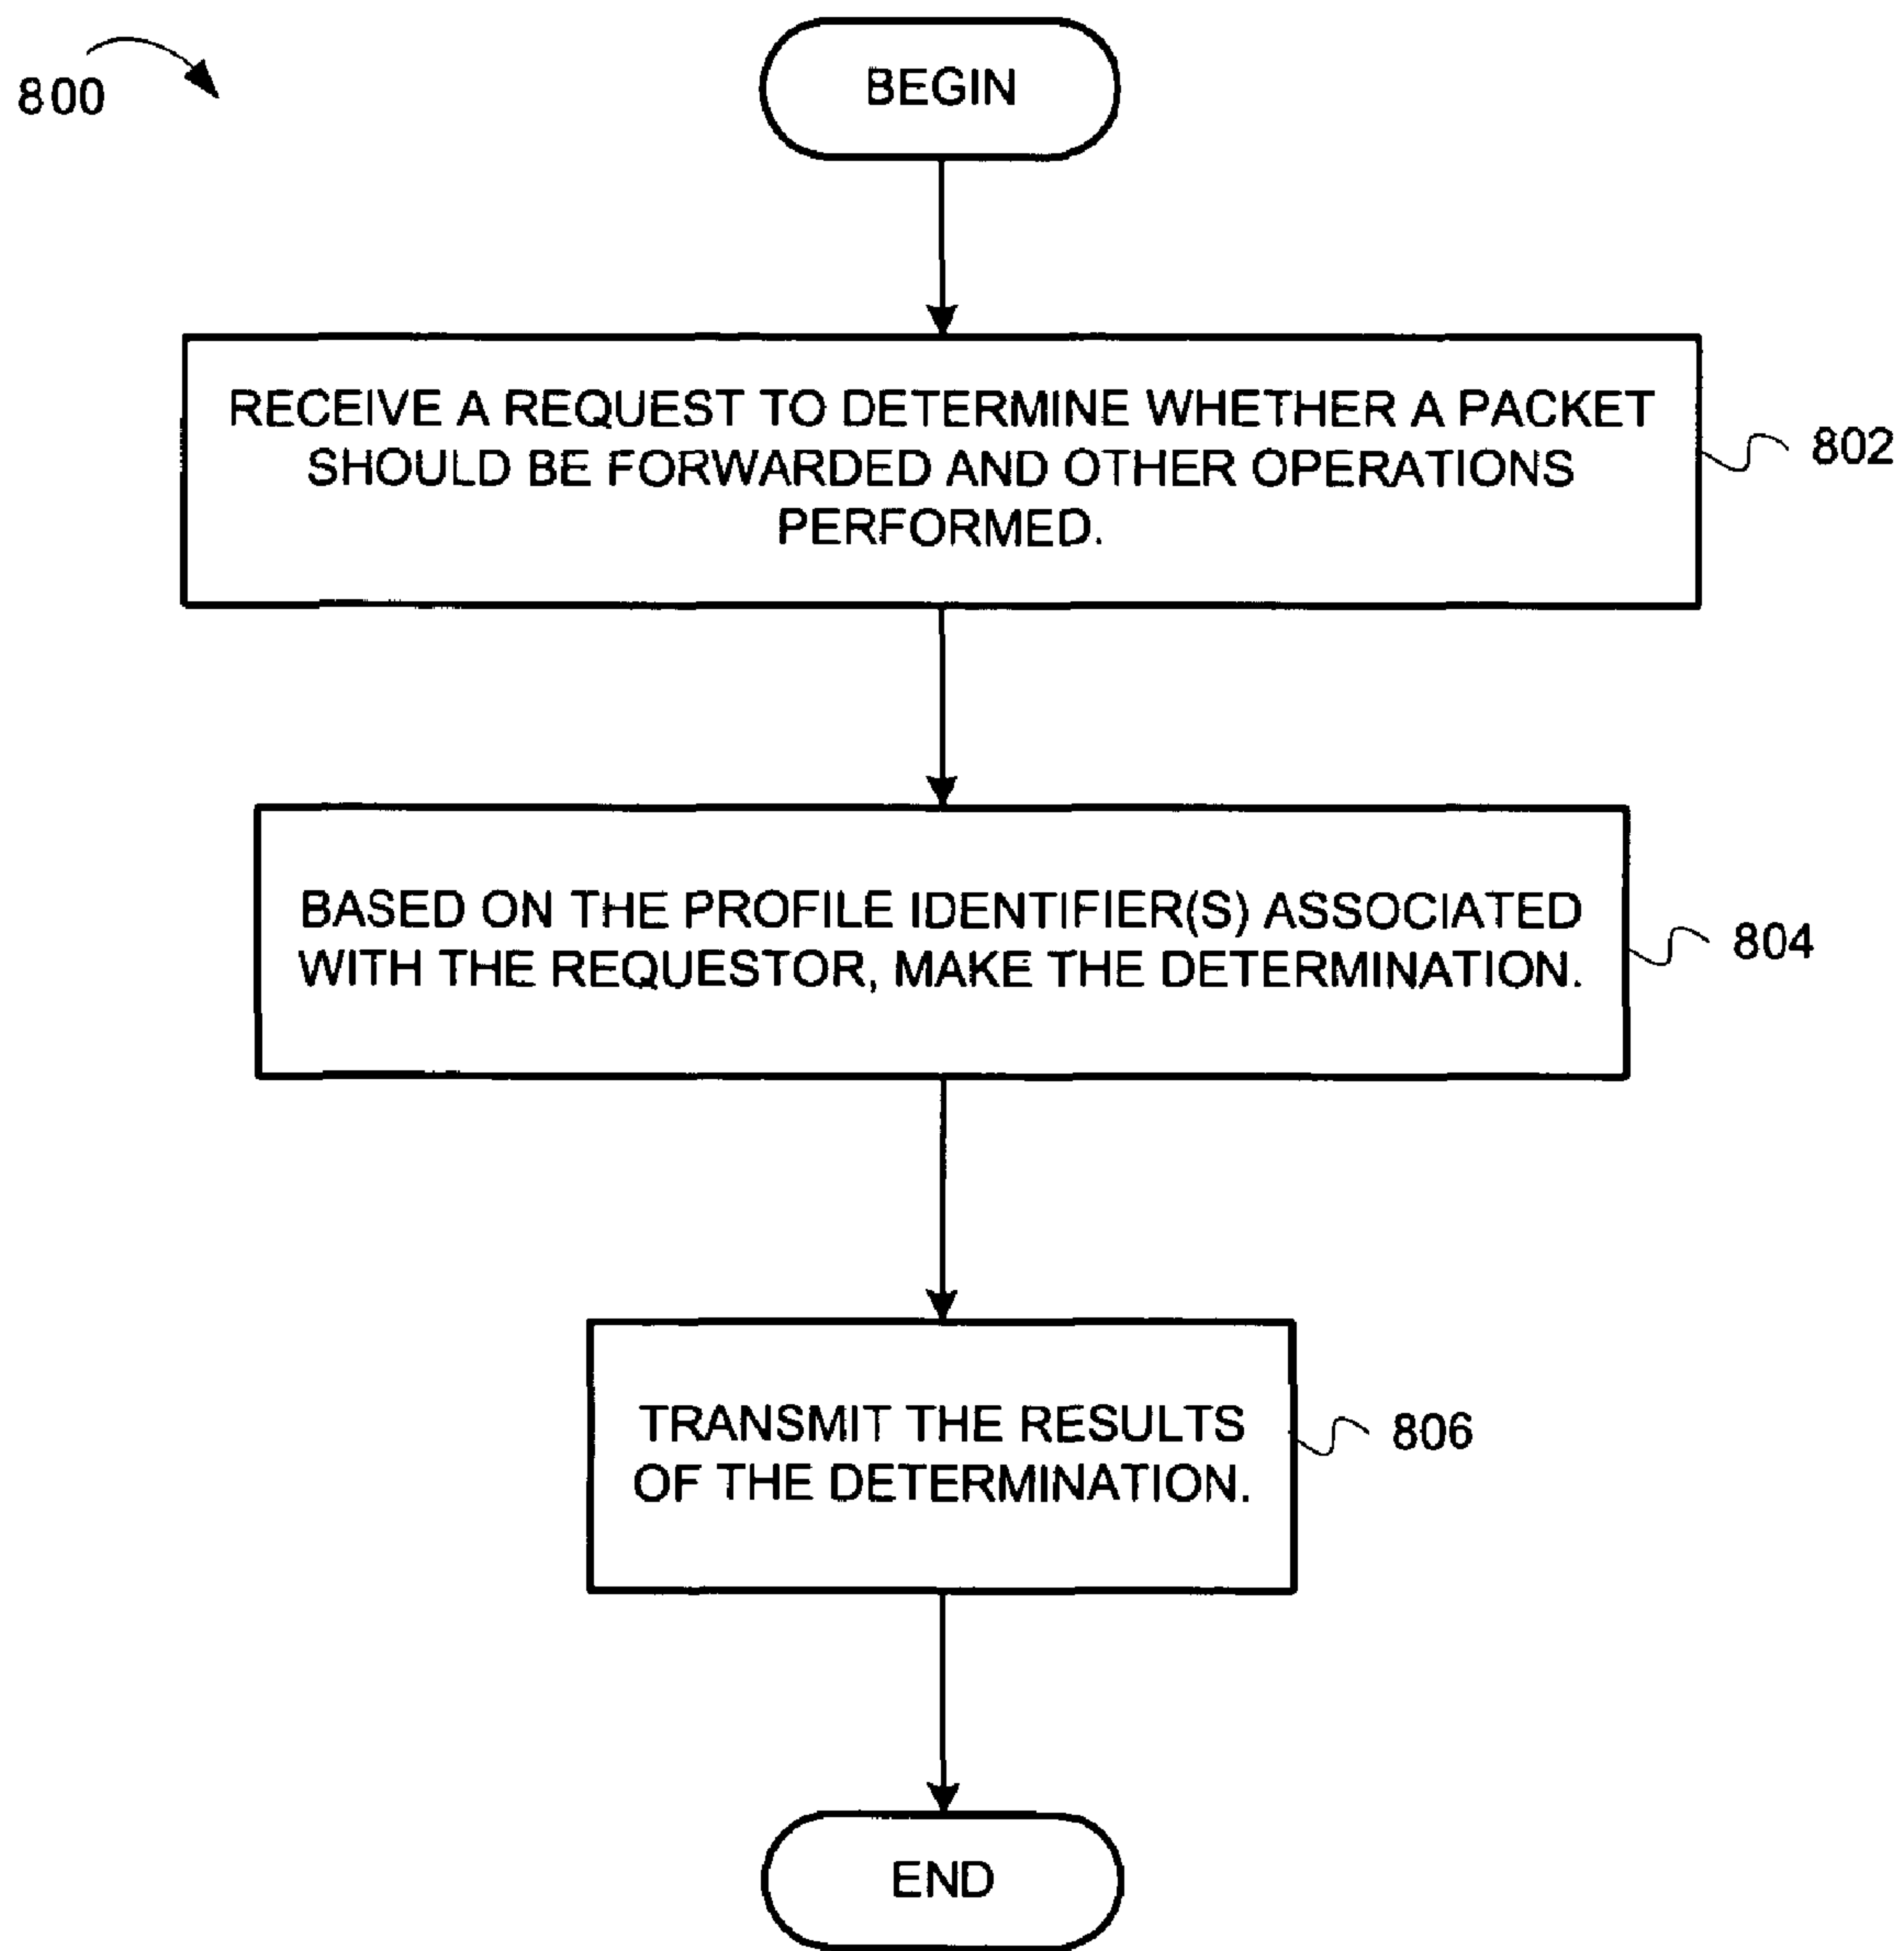 800
BEGIN
RECEIVE A REQUEST TO DETERMINE WHETHER A PACKET
SHOULD BE FORWARDED AND OTHER OPERATIONS
PERFORMED.
802
BASED ON THE PROFILE IDENTIFIER(S) ASSOCIATED
WITH THE REQUESTOR, MAKE THE DETERMINATION.
804
TRANSMIT THE RESULTS
OF THE DETERMINATION.
806
END